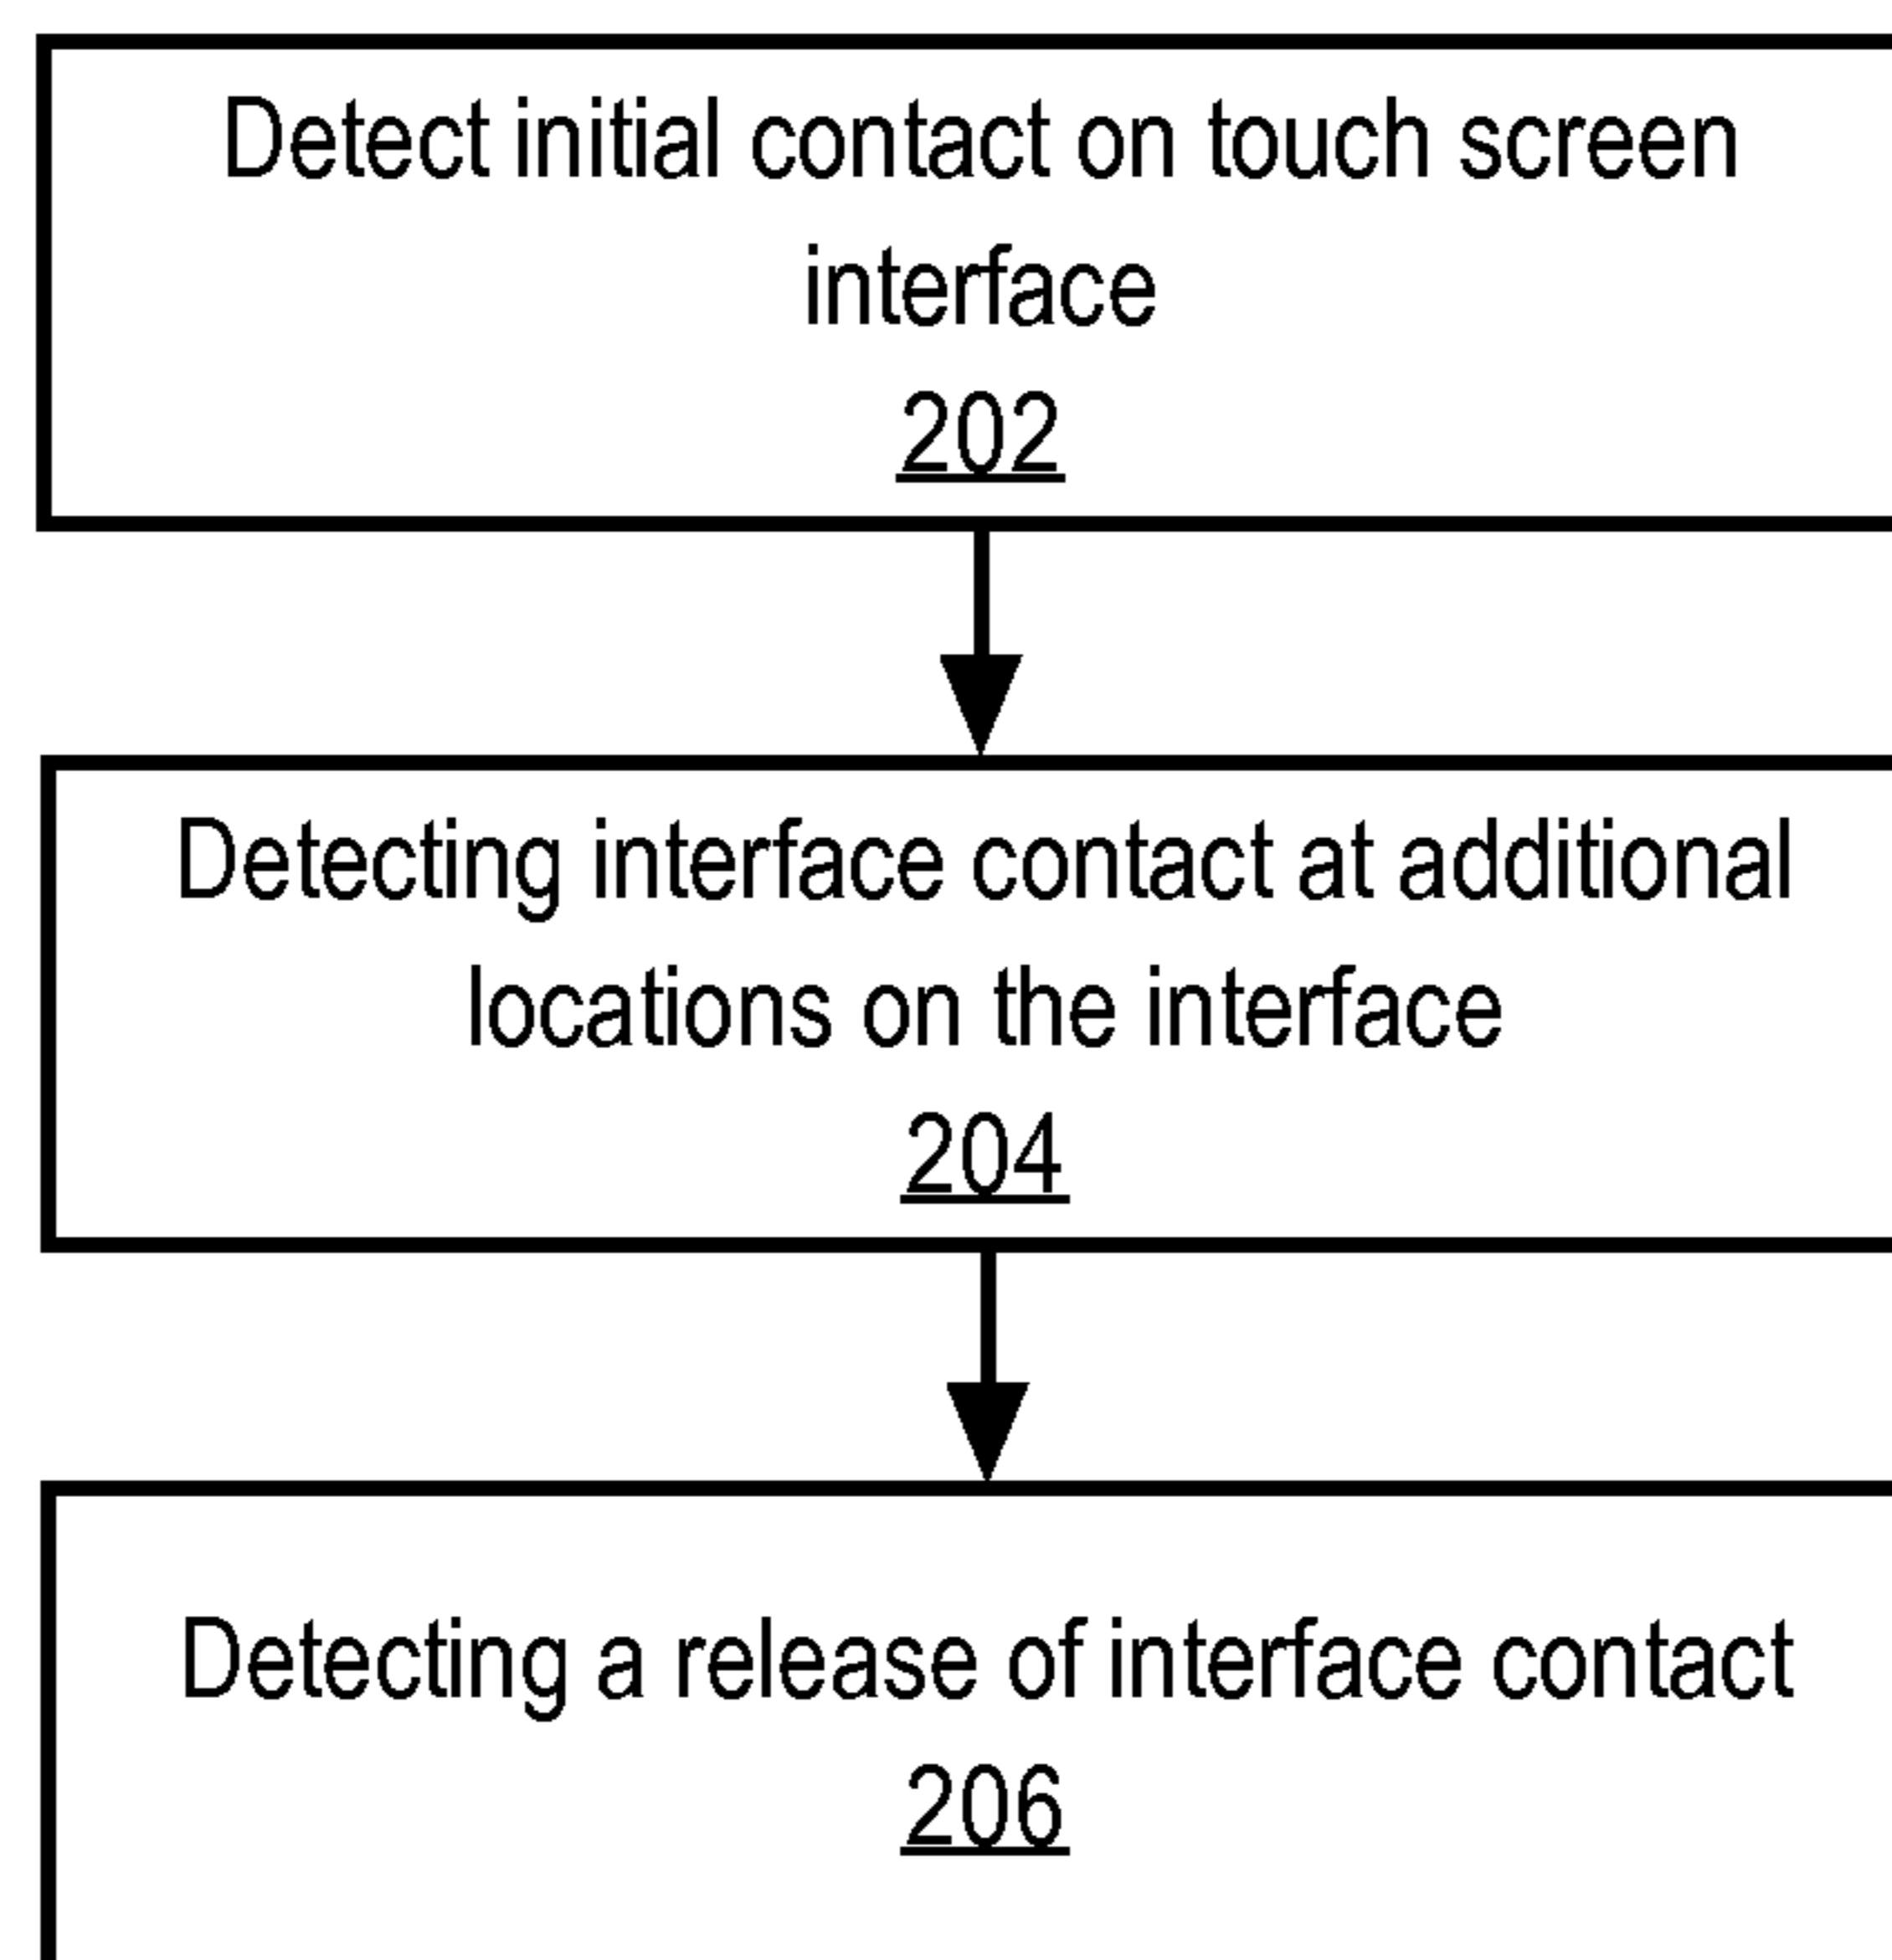 Detect initial contact on touch screen
interface
202
Detecting interface contact at additional
locations on the interface
204
Detecting a release of interface contact
206